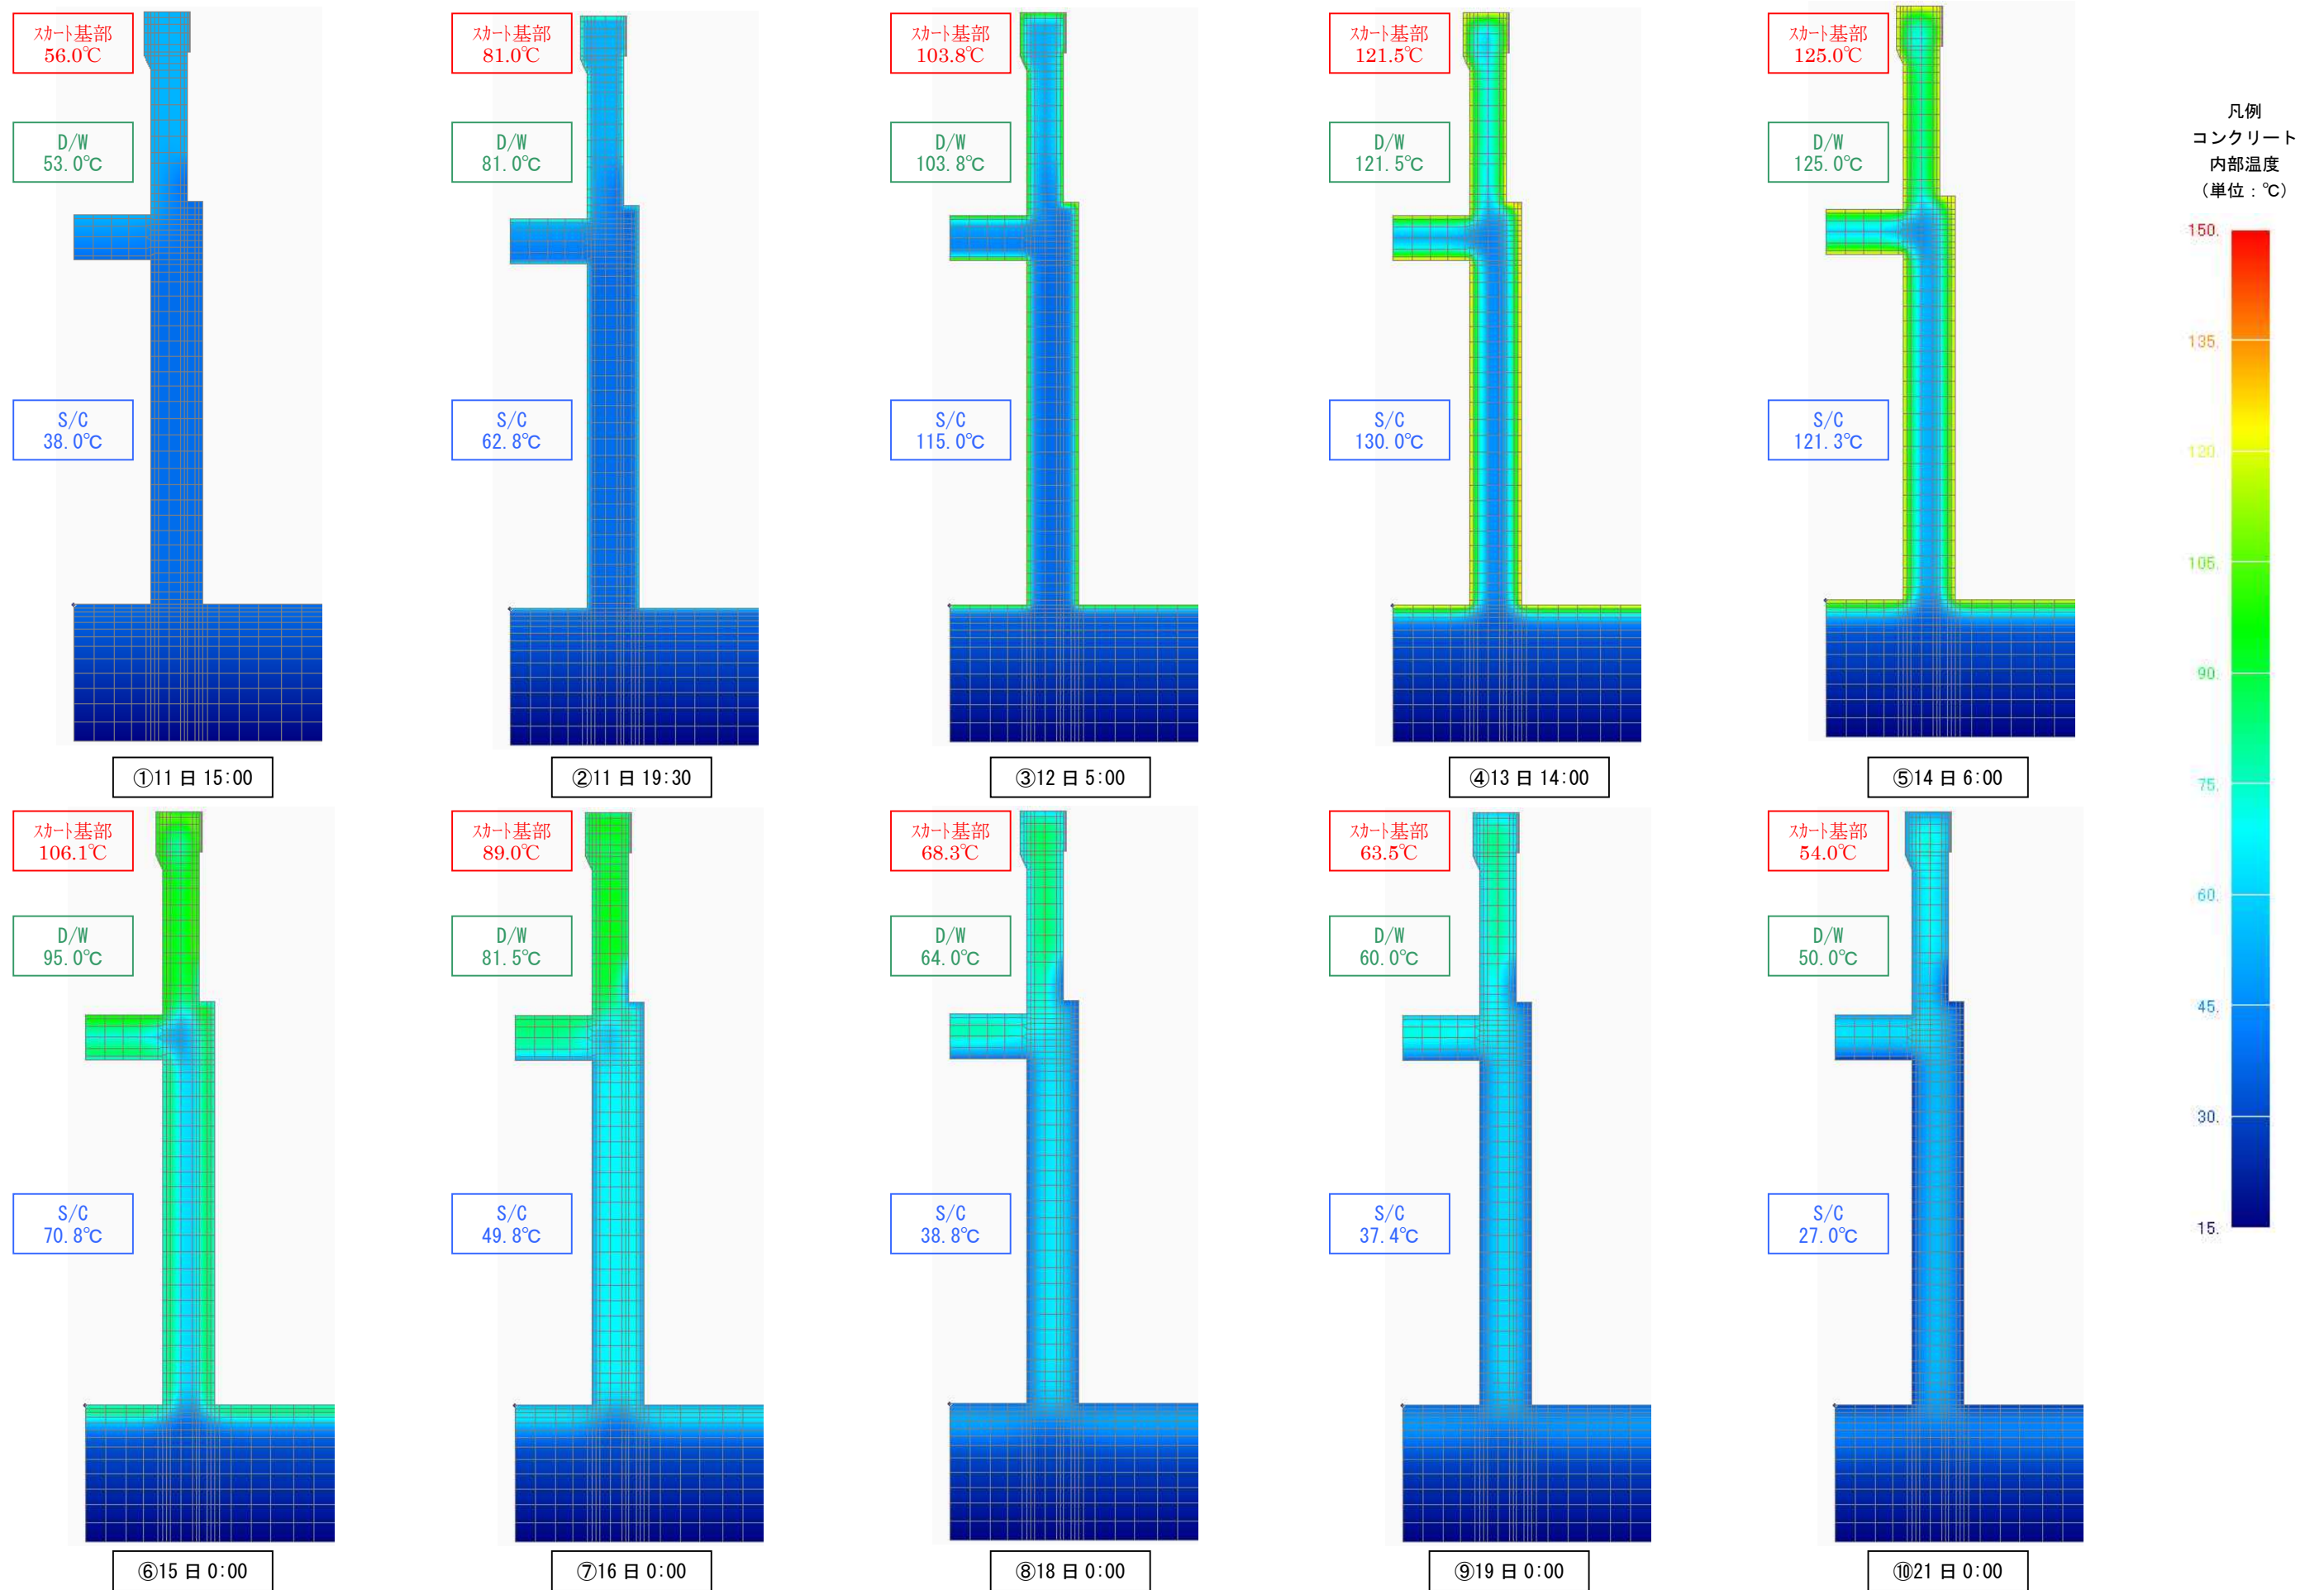 スカート基部
56.0℃
D/W
53.0℃
S/C
38.0℃
①11 日 15:00
スカート基部
81.0℃
D/W
81.0℃
S/C
62.8℃
②11 日 19:30
スカート基部
103.8℃
D/W
103.8℃
S/C
115.0℃
③12 日 5:00
スカート基部
121.5℃
D/W
121.5℃
S/C
130.0℃
④13 日 14:00
スカート基部
125.0℃
D/W
125.0℃
S/C
121.3℃
⑤14 日 6:00
凡例
コンクリート
内部温度
（単位：℃）
150.
135.
120.
105.
90.
75.
60.
45.
30.
15.
スカート基部
106.1℃
D/W
95.0℃
S/C
70.8℃
⑥15 日 0:00
スカート基部
89.0℃
D/W
81.5℃
S/C
49.8℃
⑦16 日 0:00
スカート基部
68.3℃
D/W
64.0℃
S/C
38.8℃
⑧18 日 0:00
スカート基部
63.5℃
D/W
60.0℃
S/C
37.4℃
⑨19 日 0:00
スカート基部
54.0℃
D/W
50.0℃
S/C
27.0℃
⑩21 日 0:00